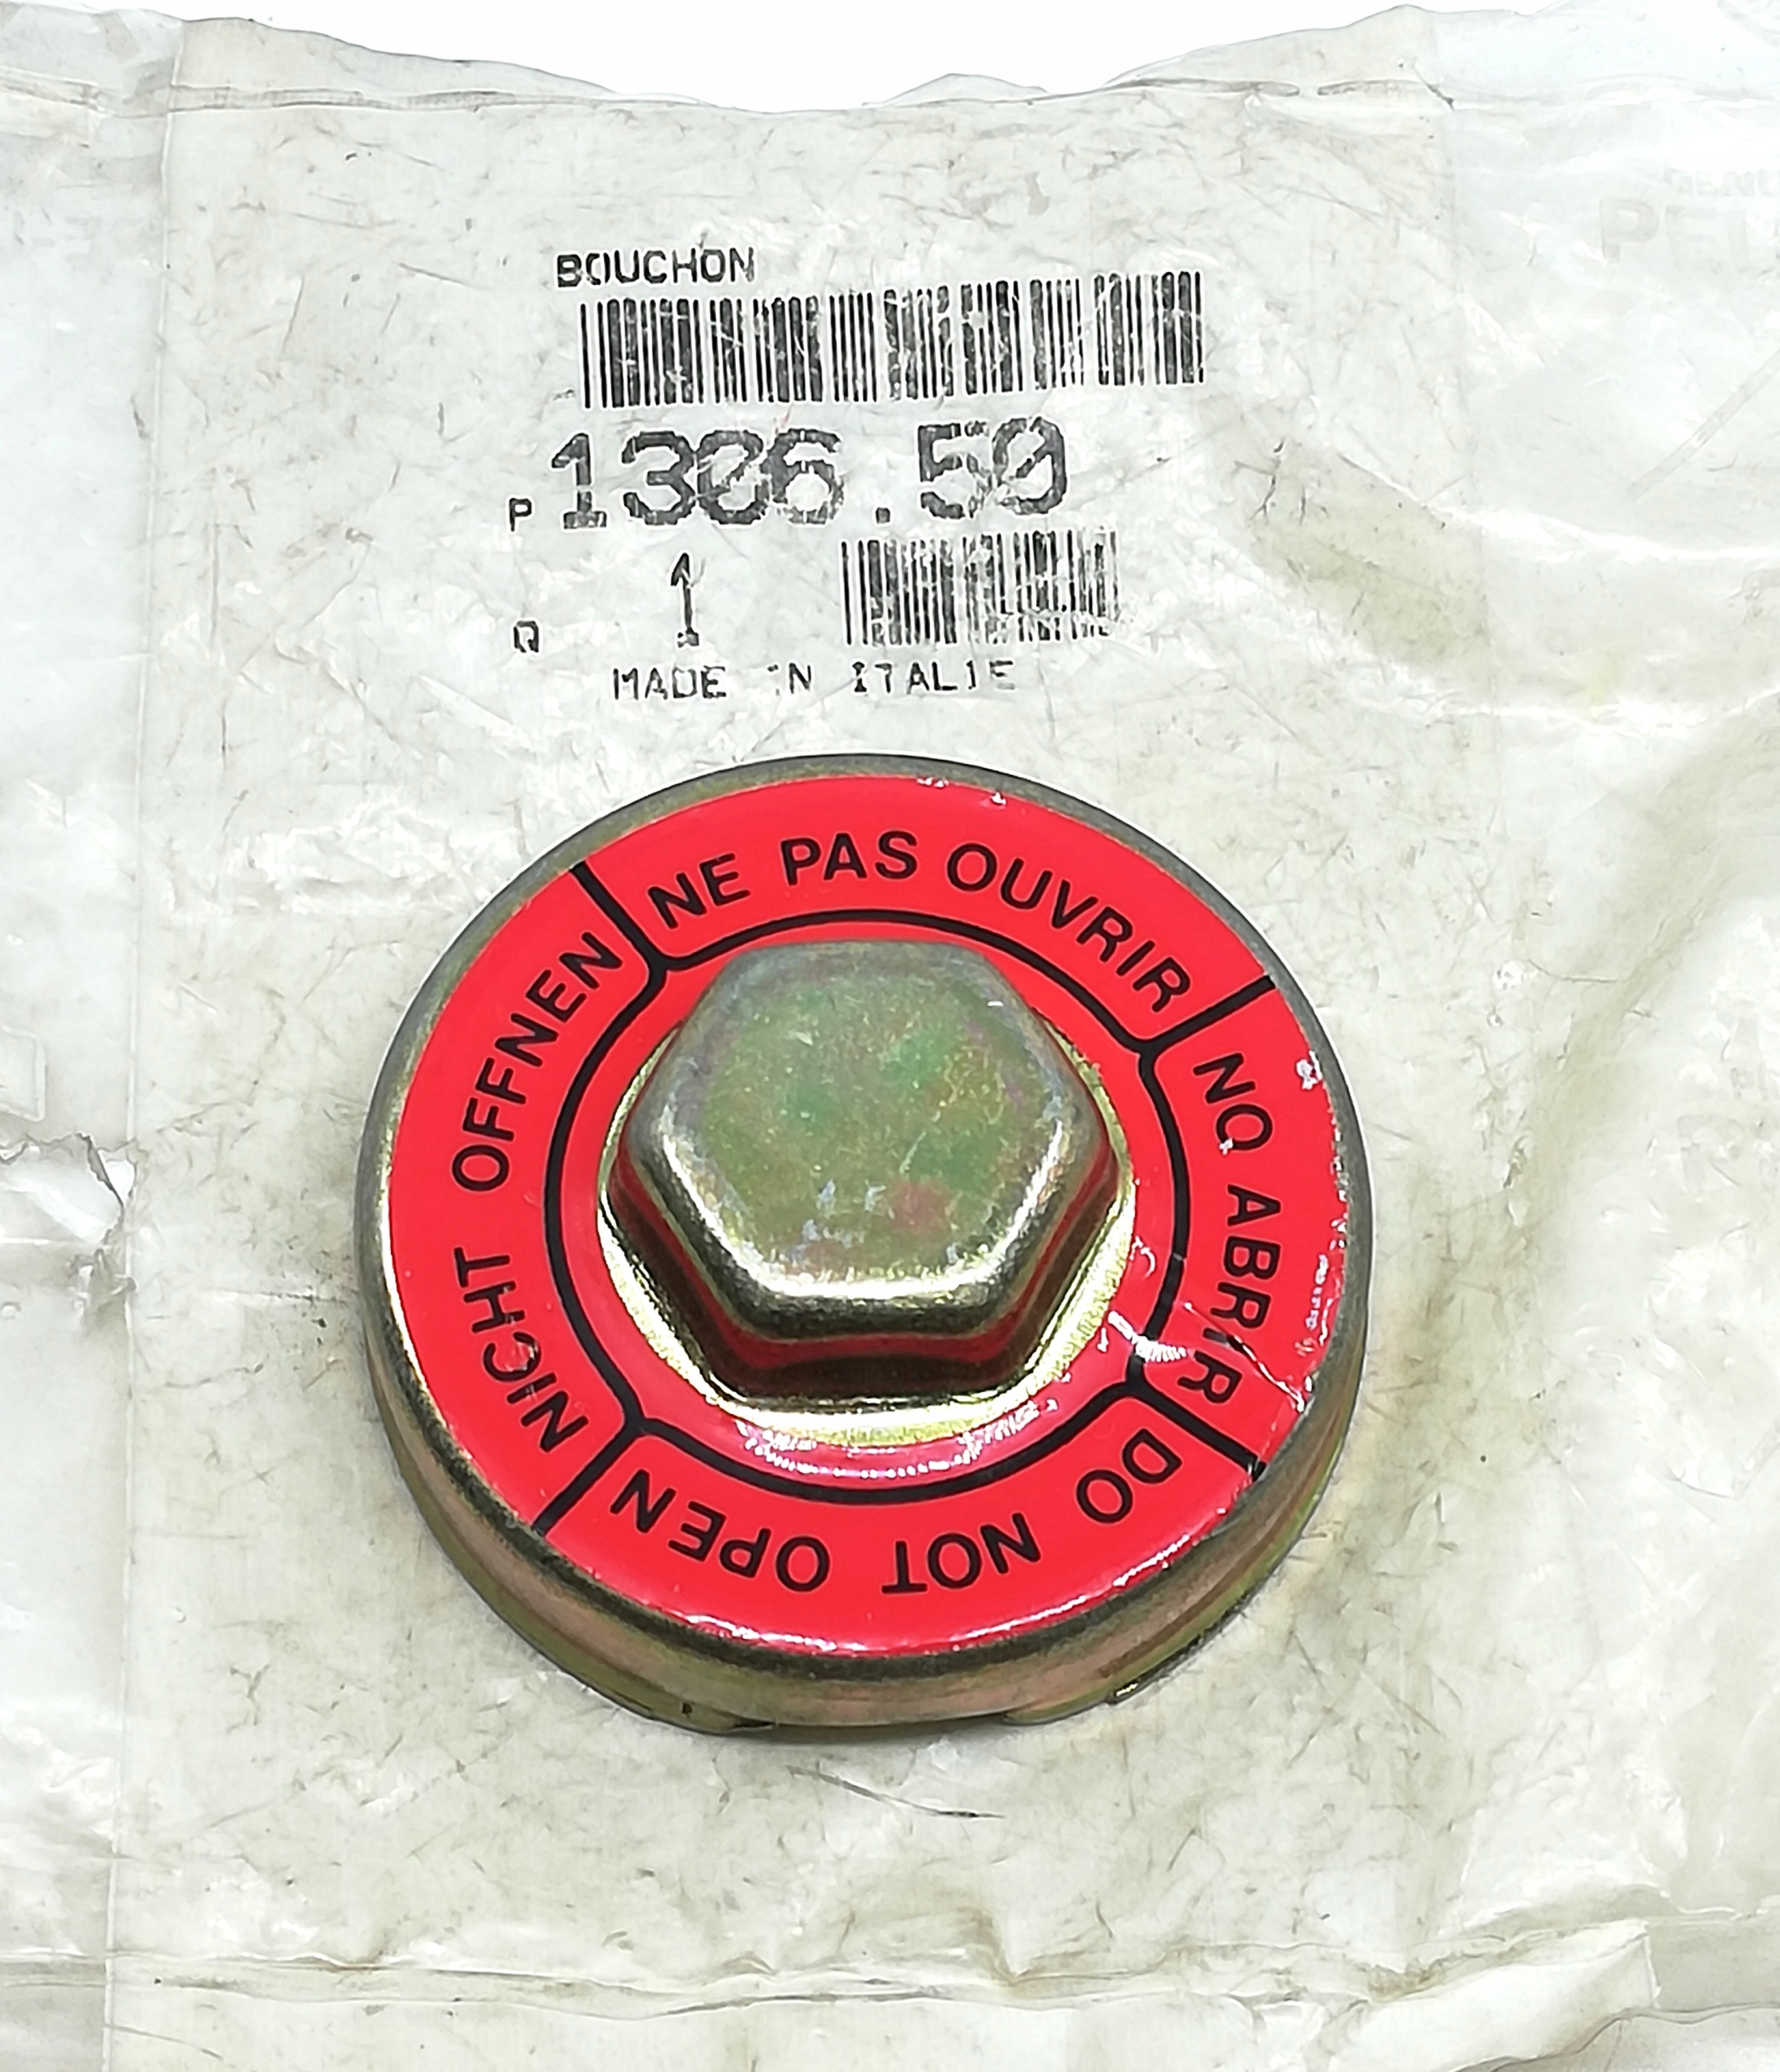 BOUCHON
P 1306.50
Q 1
MADE IN ITALIE
NE PAS OUVRIR
NO ABRIR
DO NOT OPEN
NICHT OFFNEN